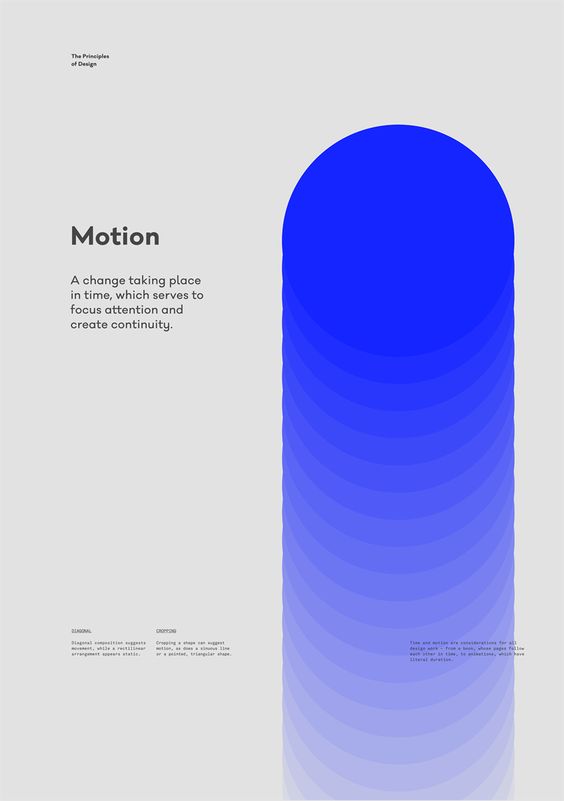 The Principles
of Design
Motion
A change taking place
in time, which serves to
focus attention and
create continuity.
DIAGONAL
Diagonal composition suggests
movement, while a rectilinear
arrangement appears static.
CROPPING
Cropping a shape can suggest
motion, as does a sinuous line
or a pointed, triangular shape.
Time and motion are considerations for all
design work – from a book, whose pages follow
each other in time, to animations, which have
literal duration.